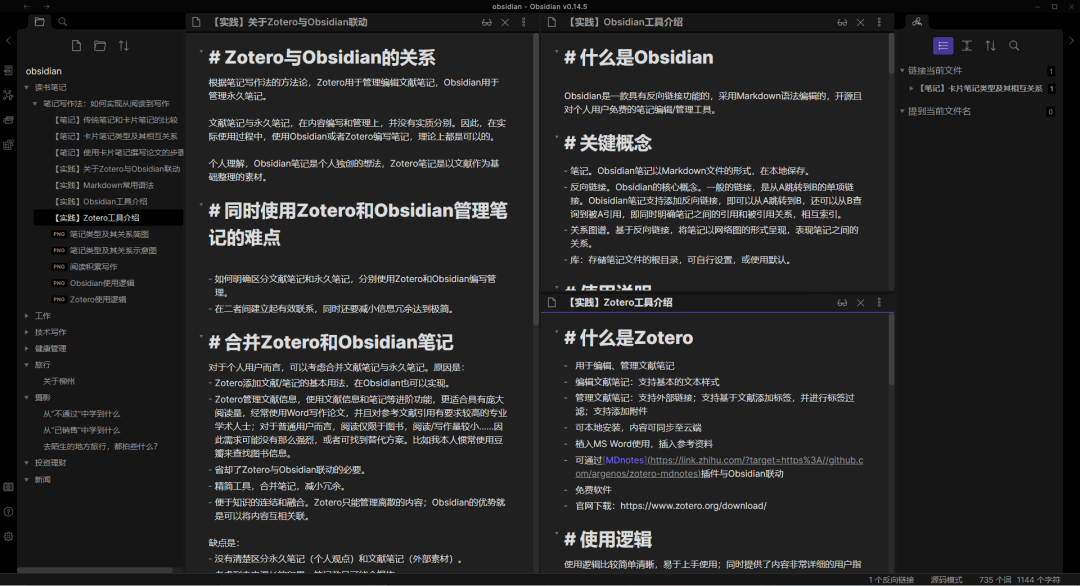 obsidian - Obsidian v0.14.5
obsidian
读书笔记
笔记写作法：如何实现从阅读到写作
【笔记】传统笔记和卡片笔记的比较
【笔记】卡片笔记类型及其相互关系
【笔记】使用卡片笔记撰写论文的步骤
【实践】关于Zotero与Obsidian联动
【实践】Markdown常用语法
【实践】Obsidian工具介绍
【实践】Zotero工具介绍
PNG 笔记类型及其关系简图
PNG 笔记类型及其关系示意图
PNG 阅读积累写作
PNG Obsidian使用逻辑
PNG Zotero使用逻辑
工作
技术写作
健康管理
旅行
关于柳州
摄影
从"不通过"中学到什么
从"已销售"中学到什么
去陌生的地方旅行，都拍些什么？
投资理财
新闻
【实践】关于Zotero与Obsidian联动
# Zotero与Obsidian的关系
根据笔记写作法的方法论，Zotero用于管理编辑文献笔记，Obsidian用于
管理永久笔记。
文献笔记与永久笔记，在内容编写和管理上，并没有实质分别。因此，在实
际使用过程中，使用Obsidian或者Zotero编写笔记，理论上都是可以的。
个人理解，Obsidian笔记是个人独创的想法，Zotero笔记是以文献作为基
础整理的素材。
# 同时使用Zotero和Obsidian管理笔
记的难点
- 如何明确区分文献笔记和永久笔记，分别使用Zotero和Obsidian编写管
理。
- 在二者间建立起有效联系，同时还要减小信息冗余达到极简。
# 合并Zotero和Obsidian笔记
对于个人用户而言，可以考虑合并文献笔记与永久笔记。原因是：
- Zotero添加文献/笔记的基本用法，在Obsidian也可以实现。
- Zotero管理文献信息，使用文献信息和笔记等进阶功能，更适合具有庞大
阅读量，经常使用Word写作论文，并且对参考文献引用有要求较高的专业
学术人士；对于普通用户而言，阅读仅限于图书，阅读/写作量较小......因
此需求可能没有那么强烈，或者可找到替代方案。比如我本人惯常使用豆
瓣来查找图书信息。
- 省却了Zotero与Obsidian联动的必要。
- 精简工具，合并笔记，减小冗余。
- 便于知识的连结和融合。Zotero只能管理离散的内容；Obsidian的优势就
是可以将内容互相关联。
缺点是：
- 没有清楚区分永久笔记（个人观点）和文献笔记（外部素材）。
【实践】Obsidian工具介绍
# 什么是Obsidian
Obsidian是一款具有反向链接功能的，采用Markdown语法编辑的，开源且
对个人用户免费的笔记编辑/管理工具。
# 关键概念
- 笔记。Obsidian笔记以Markdown文件的形式，在本地保存。
- 反向链接。Obsidian的核心概念。一般的链接，是从A跳转到B的单项链
接。Obsidian笔记支持添加反向链接，即可以从A跳转到B，还可以从B查
询到被A引用，即同时明确笔记之间的引用和被引用关系，相互索引。
- 关系图谱。基于反向链接，将笔记以网络图的形式呈现，表现笔记之间的
关系。
- 库：存储笔记文件的根目录，可自行设置，或使用默认。
# 使用说明
【实践】Zotero工具介绍
# 什么是Zotero
- 用于编辑、管理文献笔记
- 编辑文献笔记：支持基本的文本样式
- 管理文献笔记：支持外部链接；支持基于文献添加标签，并进行标签过
滤；支持添加附件
- 可本地安装，内容可同步至云端
- 植入MS Word使用，插入参考资料
- 可通过[MDnotes](https://link.zhihu.com/?target=https%3A//github.c
om/argenos/zotero-mdnotes)插件与Obsidian联动
- 免费软件
- 官网下载：https://www.zotero.org/download/
# 使用逻辑
使用逻辑比较简单清晰，易于上手使用；同时提供了内容非常详细的用户指
链接当前文件 1
【笔记】卡片笔记类型及其相互关系 1
提到当前文件名 0
1 个反向链接 源码模式 735 个词 1144 个字符